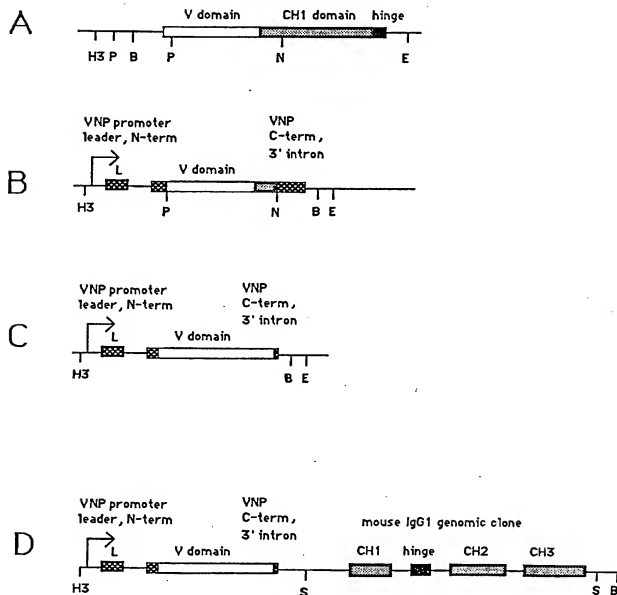 A
V domain CH1 domain hinge
H3 P B P N E
B
VNP promoter
leader, N-term
VNP
C-term,
3' intron
L
V domain
H3 P N B E
C
VNP promoter
leader, N-term
VNP
C-term,
3' intron
L
V domain
H3 B E
D
VNP promoter
leader, N-term
VNP
C-term,
3' intron
mouse IgG1 genomic clone
L
V domain
CH1 hinge CH2 CH3
H3 S S B